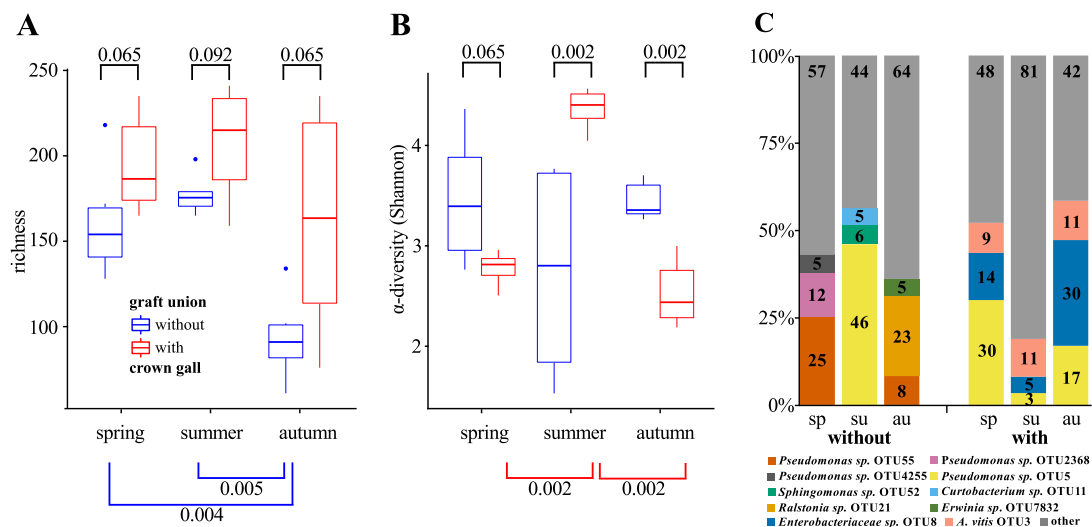 A
0.065
0.092
0.065
250
200
150
100
richness
graft union
without
with
crown gall
spring
summer
autumn
0.005
0.004
B
0.065
0.002
0.002
4
3
2
α-diversity (Shannon)
spring
summer
autumn
0.002
0.002
C
100%
75%
50%
25%
0%
57
5
12
25
44
5
6
46
64
5
23
8
48
9
14
30
81
11
5
3
42
11
30
17
sp su au sp su au
without with
Pseudomonas sp. OTU55 Pseudomonas sp. OTU2368
Pseudomonas sp. OTU4255 Pseudomonas sp. OTU5
Sphingomonas sp. OTU52 Curtobacterium sp. OTU11
Ralstonia sp. OTU21 Erwinia sp. OTU7832
Enterobacteriaceae sp. OTU8 A. vitis OTU3 other